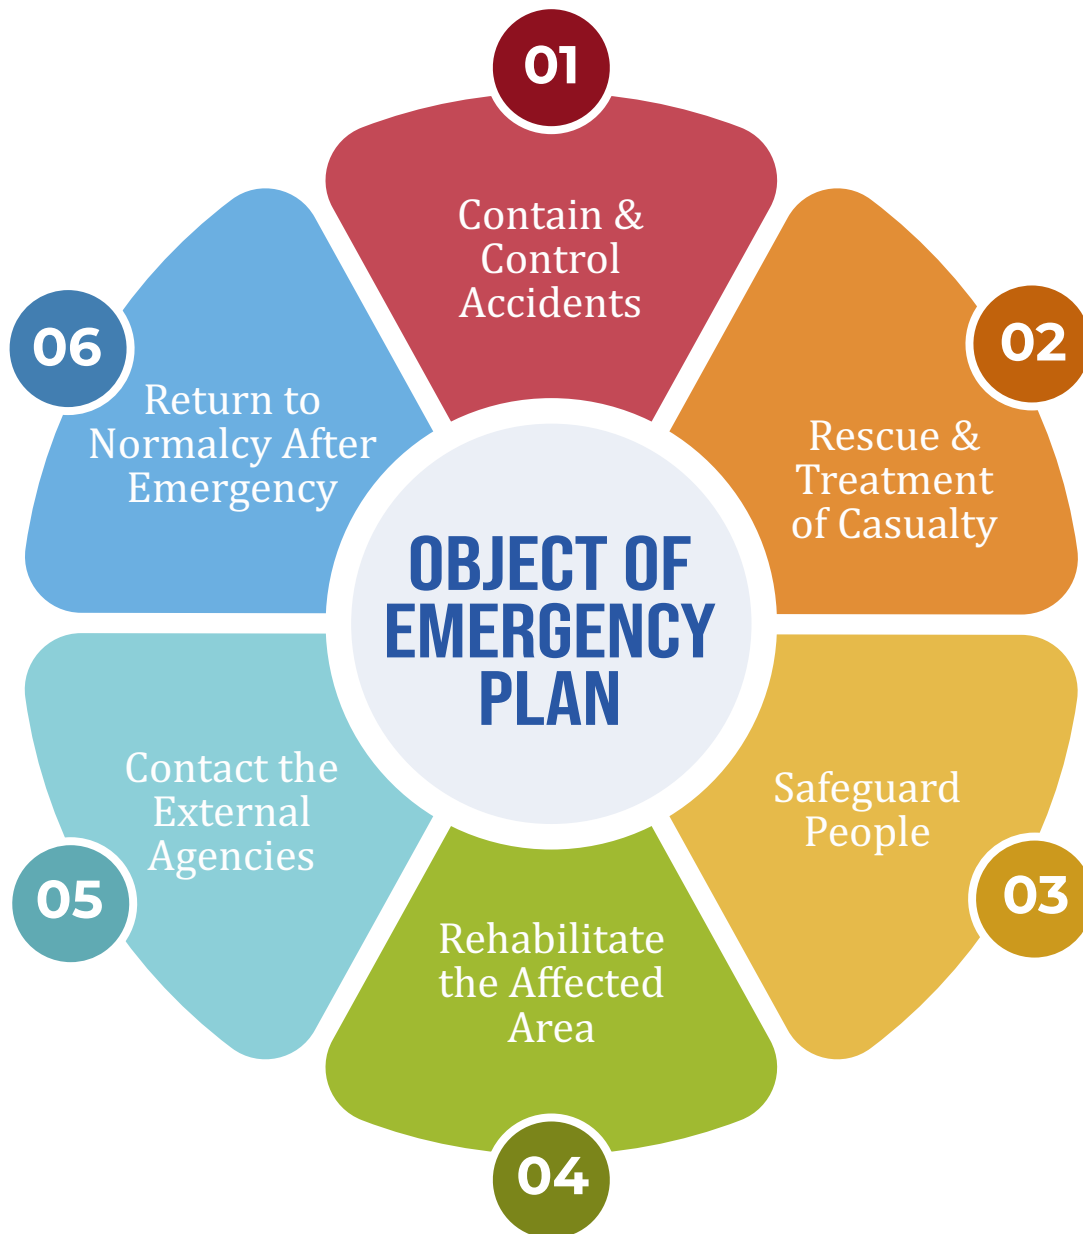 01
Contain &
Control
Accidents
02
Rescue &
Treatment
of Casualty
03
Safeguard
People
04
Rehabilitate
the Affected
Area
05
Contact the
External
Agencies
06
Return to
Normalcy After
Emergency
OBJECT OF
EMERGENCY
PLAN